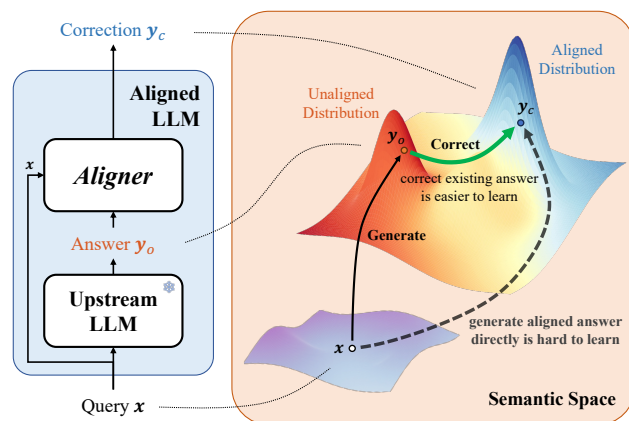 Correction y_c
Aligned
LLM
x
Aligner
Answer y_o
Upstream
LLM
Query x
Unaligned
Distribution
Aligned
Distribution
y_o
y_c
Correct
correct existing answer
is easier to learn
Generate
generate aligned answer
directly is hard to learn
x
Semantic Space